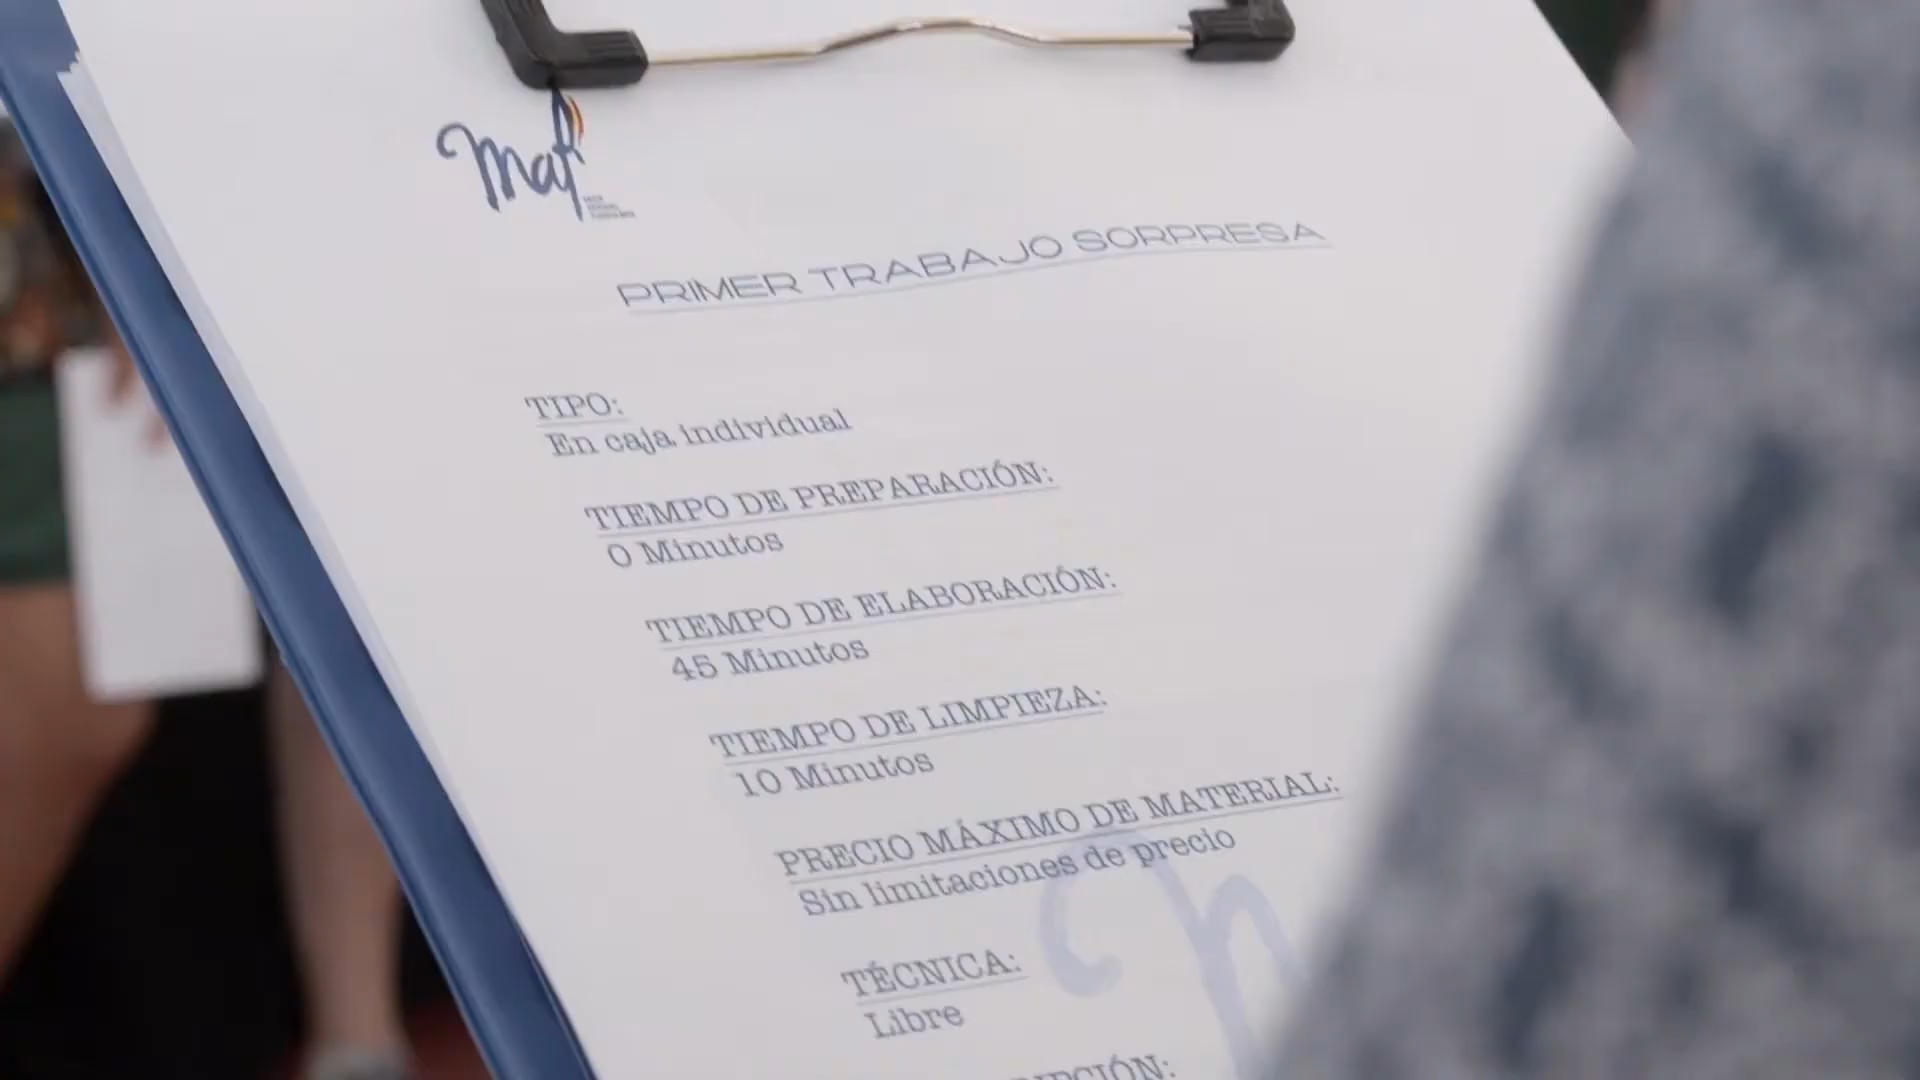 Maf
PRIMER TRABAJO SORPRESA
TIPO:
En caja individual
TIEMPO DE PREPARACIÓN:
0 Minutos
TIEMPO DE ELABORACIÓN:
45 Minutos
TIEMPO DE LIMPIEZA:
10 Minutos
PRECIO MÁXIMO DE MATERIAL:
Sin limitaciones de precio
TÉCNICA:
Libre